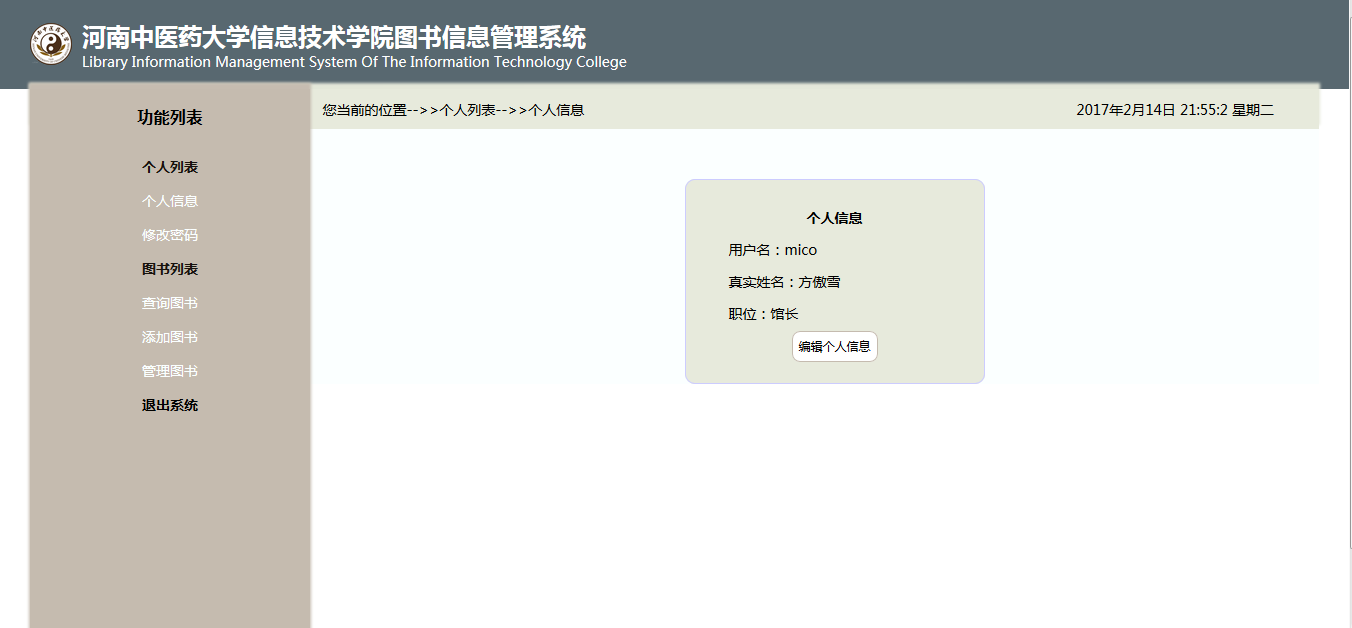 河南中医药大学信息技术学院图书信息管理系统
Library Information Management System Of The Information Technology College
功能列表
个人列表
个人信息
修改密码
图书列表
查询图书
添加图书
管理图书
退出系统
您当前的位置-->>个人列表-->>个人信息
2017年2月14日 21:55:2 星期二
个人信息
用户名：mico
真实姓名：方傲雪
职位：馆长
编辑个人信息